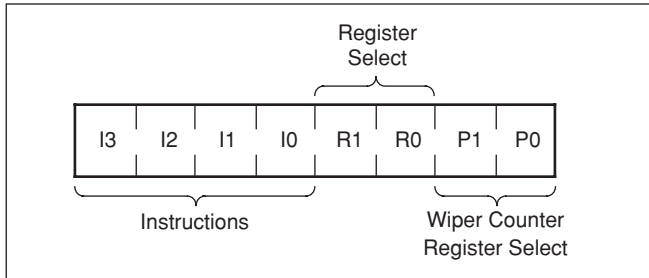 Register
Select
I3 I2 I1 I0 R1 R0 P1 P0
Instructions
Wiper Counter
Register Select